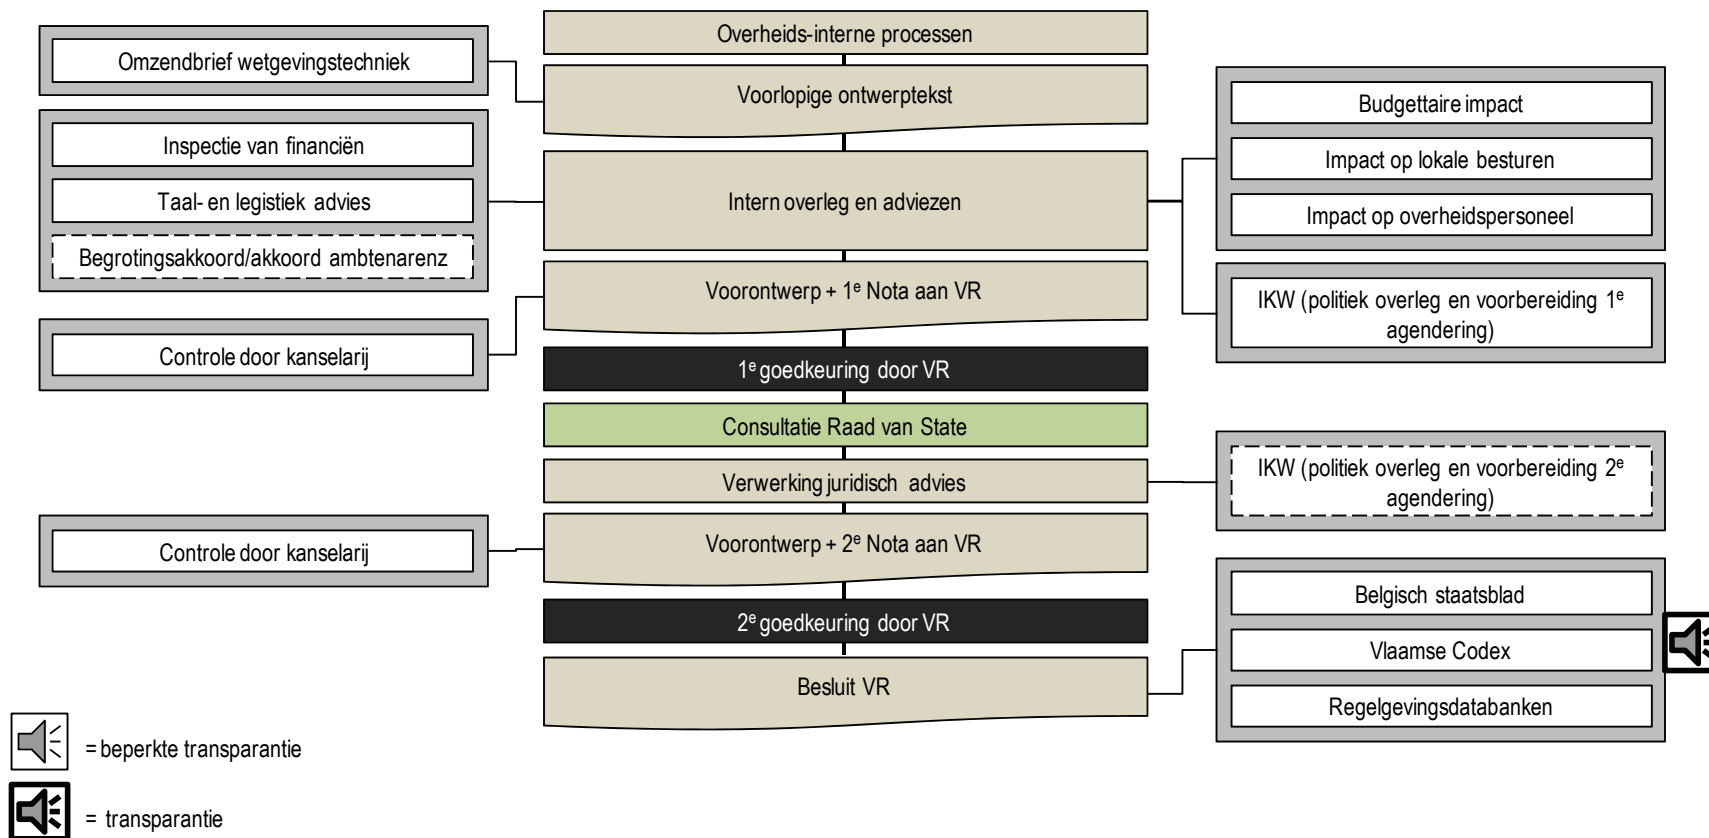 Overheids-interne processen
Omzendbrief wetgevingstechniek
Voorlopige ontwerptekst
Budgettaire impact
Inspectie van financiën
Impact op lokale besturen
Taal- en legistiek advies
Intern overleg en adviezen
Impact op overheidspersoneel
Begrotingsakkoord/akkoord ambtenarenz
Voorontwerp + 1e Nota aan VR
IKW (politiek overleg en voorbereiding 1e
agendering)
Controle door kanselarij
1e goedkeuring door VR
Consultatie Raad van State
Verwerking juridisch advies
IKW (politiek overleg en voorbereiding 2e
agendering)
Controle door kanselarij
Voorontwerp + 2e Nota aan VR
Belgisch staatsblad
2e goedkeuring door VR
Vlaamse Codex
Besluit VR
Regelgevingsdatabanken
= beperkte transparantie
= transparantie